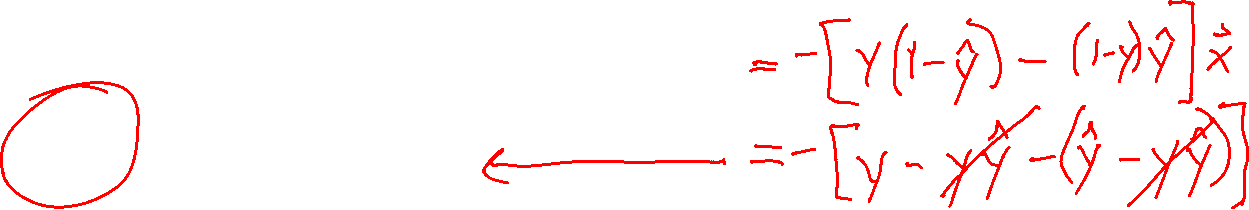 = -[y(1-ŷ) - (1-y)ŷ]x⃗
= -[y - yŷ - (ŷ - yŷ)]